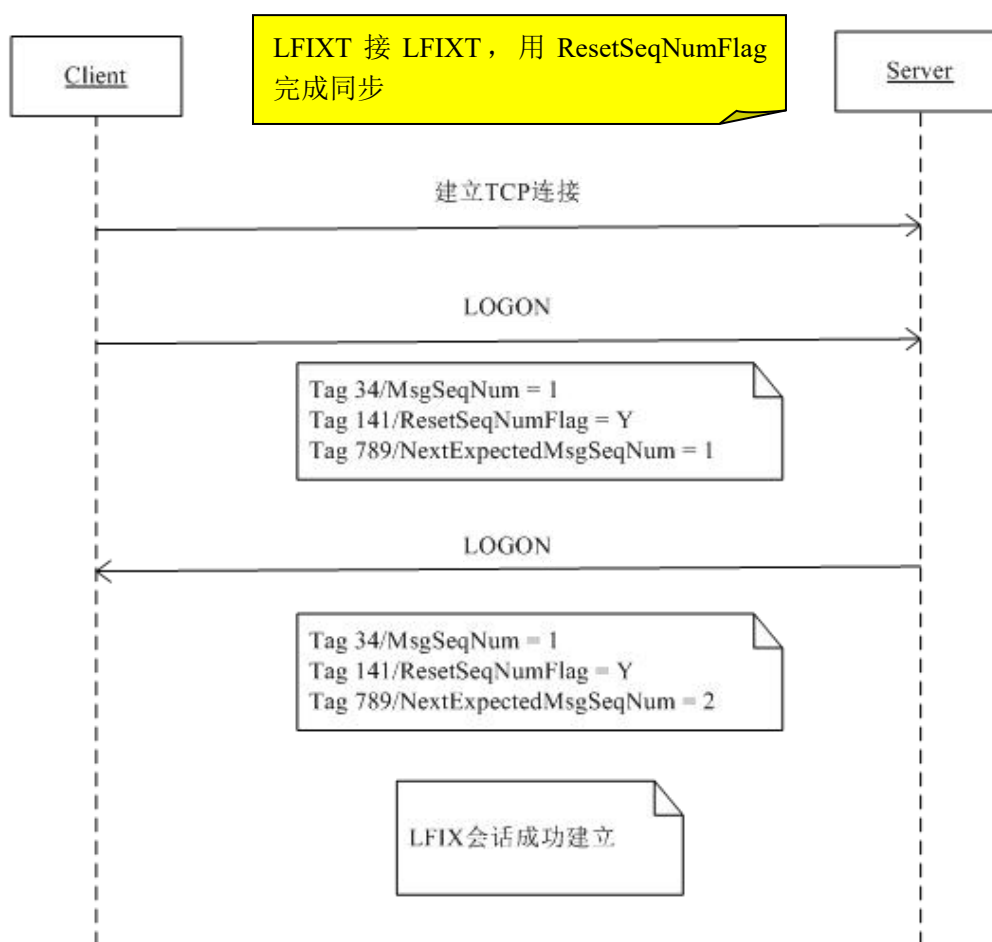 LFIXT 接 LFIXT，用 ResetSeqNumFlag
完成同步
Client
Server
建立TCP连接
LOGON
Tag 34/MsgSeqNum = 1
Tag 141/ResetSeqNumFlag = Y
Tag 789/NextExpectedMsgSeqNum = 1
LOGON
Tag 34/MsgSeqNum = 1
Tag 141/ResetSeqNumFlag = Y
Tag 789/NextExpectedMsgSeqNum = 2
LFIX会话成功建立